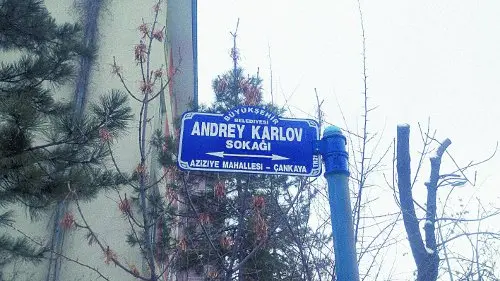 BÜYÜKŞEHİR
BELEDİYESİ
ANDREY KARLOV
SOKAĞI
AZİZİYE MAHALLESİ - ÇANKAYA